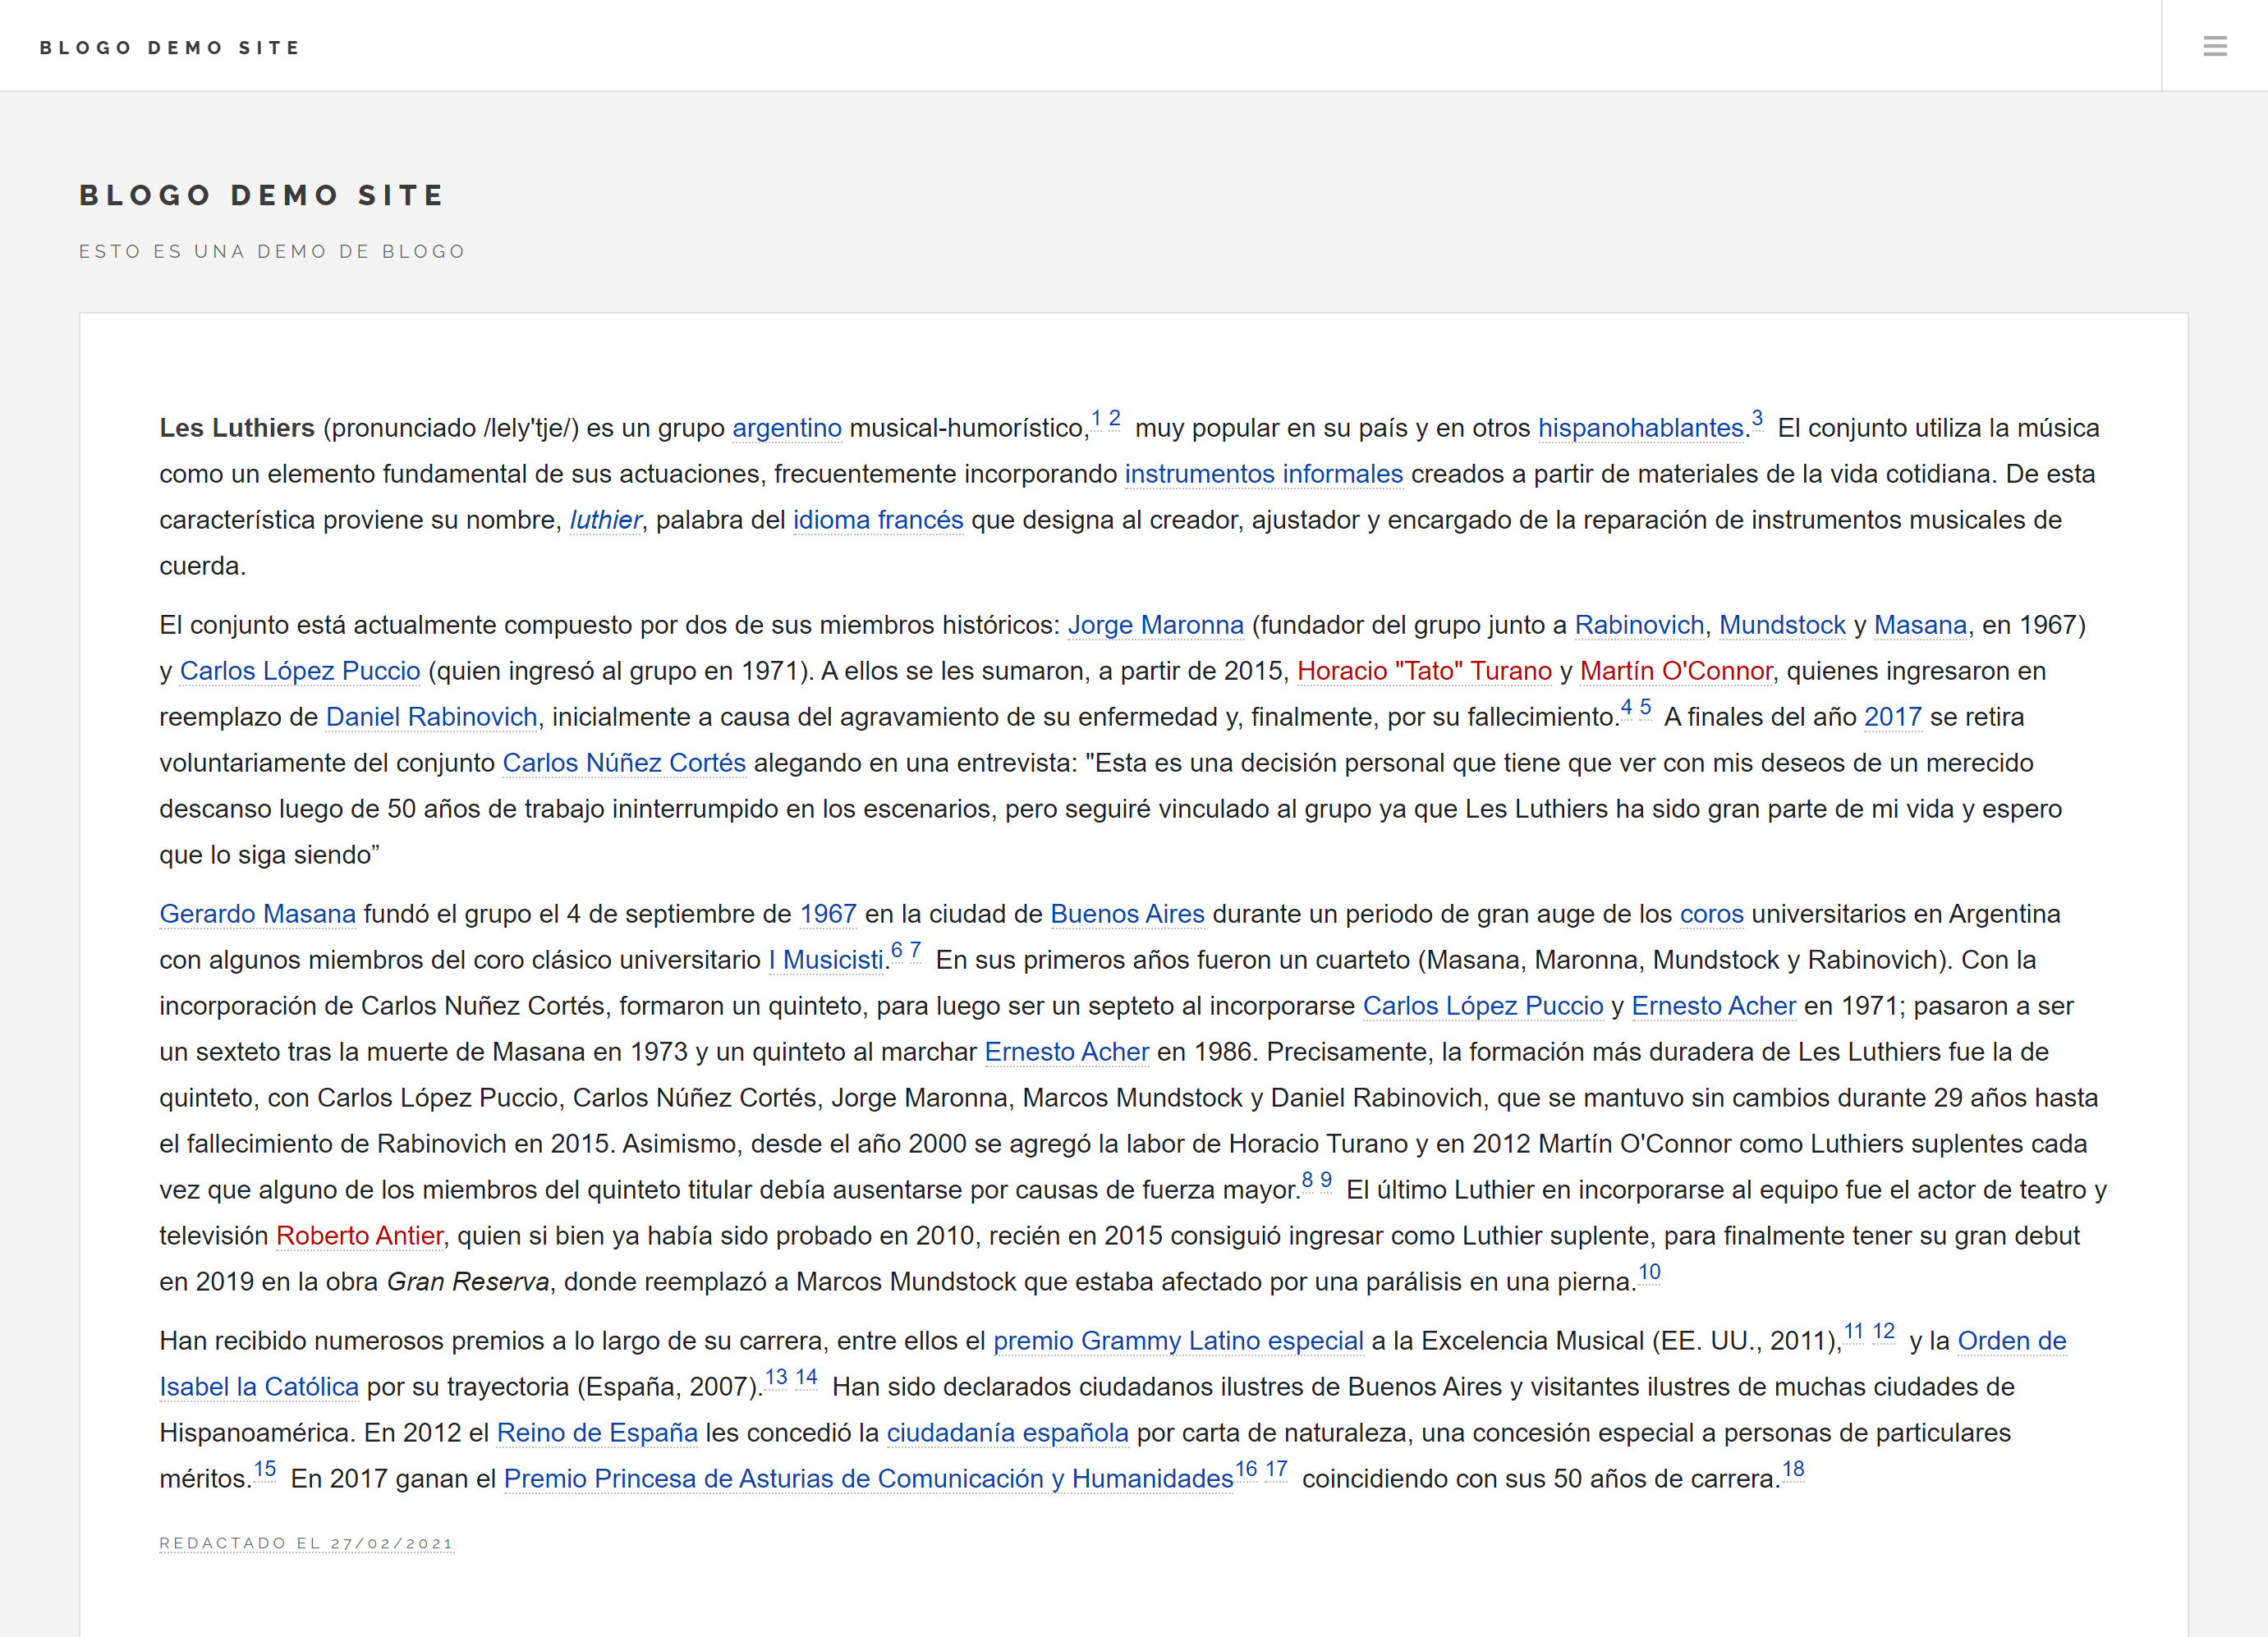 BLOGO DEMO SITE
BLOGO DEMO SITE
ESTO ES UNA DEMO DE BLOGO
Les Luthiers (pronunciado /lely'tje/) es un grupo argentino musical-humorístico,1 2 muy popular en su país y en otros hispanohablantes.3 El conjunto utiliza la música
como un elemento fundamental de sus actuaciones, frecuentemente incorporando instrumentos informales creados a partir de materiales de la vida cotidiana. De esta
característica proviene su nombre, luthier, palabra del idioma francés que designa al creador, ajustador y encargado de la reparación de instrumentos musicales de
cuerda.
El conjunto está actualmente compuesto por dos de sus miembros históricos: Jorge Maronna (fundador del grupo junto a Rabinovich, Mundstock y Masana, en 1967)
y Carlos López Puccio (quien ingresó al grupo en 1971). A ellos se les sumaron, a partir de 2015, Horacio "Tato" Turano y Martín O'Connor, quienes ingresaron en
reemplazo de Daniel Rabinovich, inicialmente a causa del agravamiento de su enfermedad y, finalmente, por su fallecimiento.4 5 A finales del año 2017 se retira
voluntariamente del conjunto Carlos Núñez Cortés alegando en una entrevista: "Esta es una decisión personal que tiene que ver con mis deseos de un merecido
descanso luego de 50 años de trabajo ininterrumpido en los escenarios, pero seguiré vinculado al grupo ya que Les Luthiers ha sido gran parte de mi vida y espero
que lo siga siendo”
Gerardo Masana fundó el grupo el 4 de septiembre de 1967 en la ciudad de Buenos Aires durante un periodo de gran auge de los coros universitarios en Argentina
con algunos miembros del coro clásico universitario I Musicisti.6 7 En sus primeros años fueron un cuarteto (Masana, Maronna, Mundstock y Rabinovich). Con la
incorporación de Carlos Nuñez Cortés, formaron un quinteto, para luego ser un septeto al incorporarse Carlos López Puccio y Ernesto Acher en 1971; pasaron a ser
un sexteto tras la muerte de Masana en 1973 y un quinteto al marchar Ernesto Acher en 1986. Precisamente, la formación más duradera de Les Luthiers fue la de
quinteto, con Carlos López Puccio, Carlos Núñez Cortés, Jorge Maronna, Marcos Mundstock y Daniel Rabinovich, que se mantuvo sin cambios durante 29 años hasta
el fallecimiento de Rabinovich en 2015. Asimismo, desde el año 2000 se agregó la labor de Horacio Turano y en 2012 Martín O'Connor como Luthiers suplentes cada
vez que alguno de los miembros del quinteto titular debía ausentarse por causas de fuerza mayor.8 9 El último Luthier en incorporarse al equipo fue el actor de teatro y
televisión Roberto Antier, quien si bien ya había sido probado en 2010, recién en 2015 consiguió ingresar como Luthier suplente, para finalmente tener su gran debut
en 2019 en la obra Gran Reserva, donde reemplazó a Marcos Mundstock que estaba afectado por una parálisis en una pierna.10
Han recibido numerosos premios a lo largo de su carrera, entre ellos el premio Grammy Latino especial a la Excelencia Musical (EE. UU., 2011),11 12 y la Orden de
Isabel la Católica por su trayectoria (España, 2007).13 14 Han sido declarados ciudadanos ilustres de Buenos Aires y visitantes ilustres de muchas ciudades de
Hispanoamérica. En 2012 el Reino de España les concedió la ciudadanía española por carta de naturaleza, una concesión especial a personas de particulares
méritos.15 En 2017 ganan el Premio Princesa de Asturias de Comunicación y Humanidades16 17 coincidiendo con sus 50 años de carrera.18
REDACTADO EL 27/02/2021